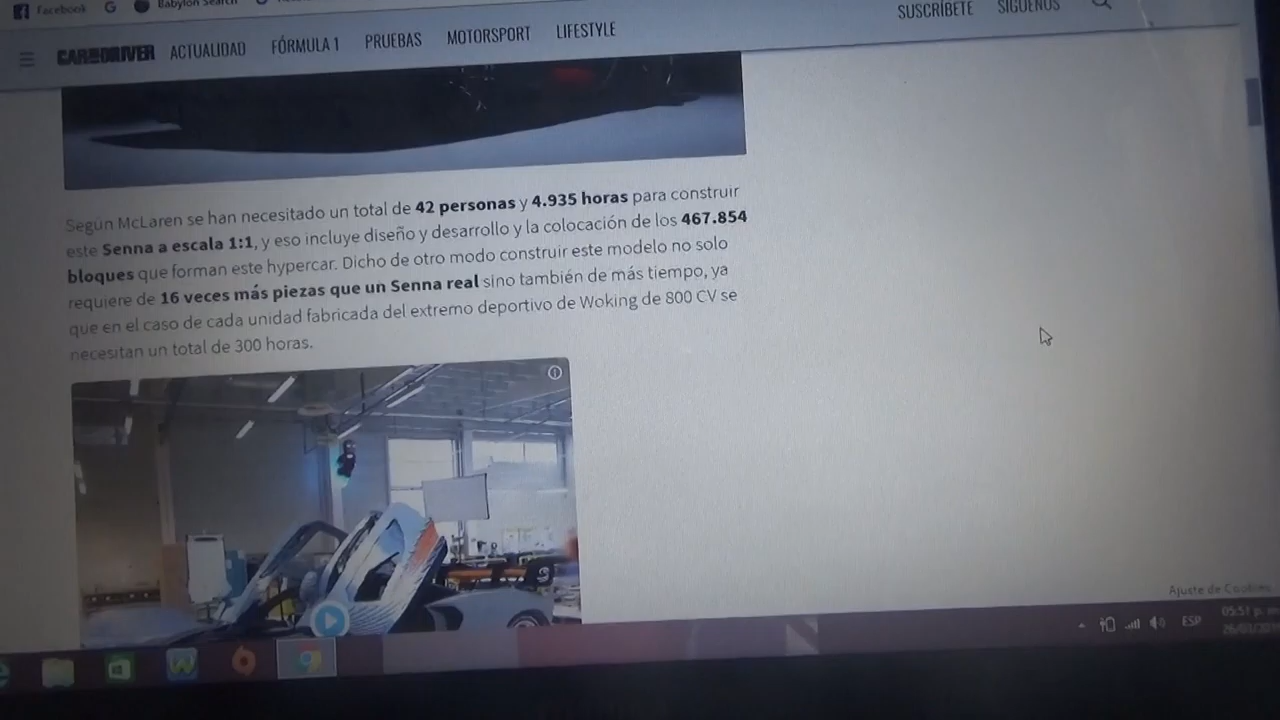 Facebook
Babylon Search
SUSCRÍBETE SÍGUENOS
CAR AND DRIVER ACTUALIDAD FÓRMULA 1 PRUEBAS MOTORSPORT LIFESTYLE
Según McLaren se han necesitado un total de 42 personas y 4.935 horas para construir
este Senna a escala 1:1, y eso incluye diseño y desarrollo y la colocación de los 467.854
bloques que forman este hypercar. Dicho de otro modo construir este modelo no solo
requiere de 16 veces más piezas que un Senna real sino también de más tiempo, ya
que en el caso de cada unidad fabricada del extremo deportivo de Woking de 800 CV se
necesitan un total de 300 horas.
Ajuste de Cookies
ESP
05:51 p.